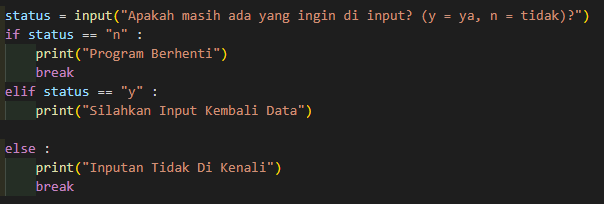 status = input("Apakah masih ada yang ingin di input? (y = ya, n = tidak)?")
if status == "n" :
    print("Program Berhenti")
    break
elif status == "y" :
    print("Silahkan Input Kembali Data")

else :
    print("Inputan Tidak Di Kenali")
    break